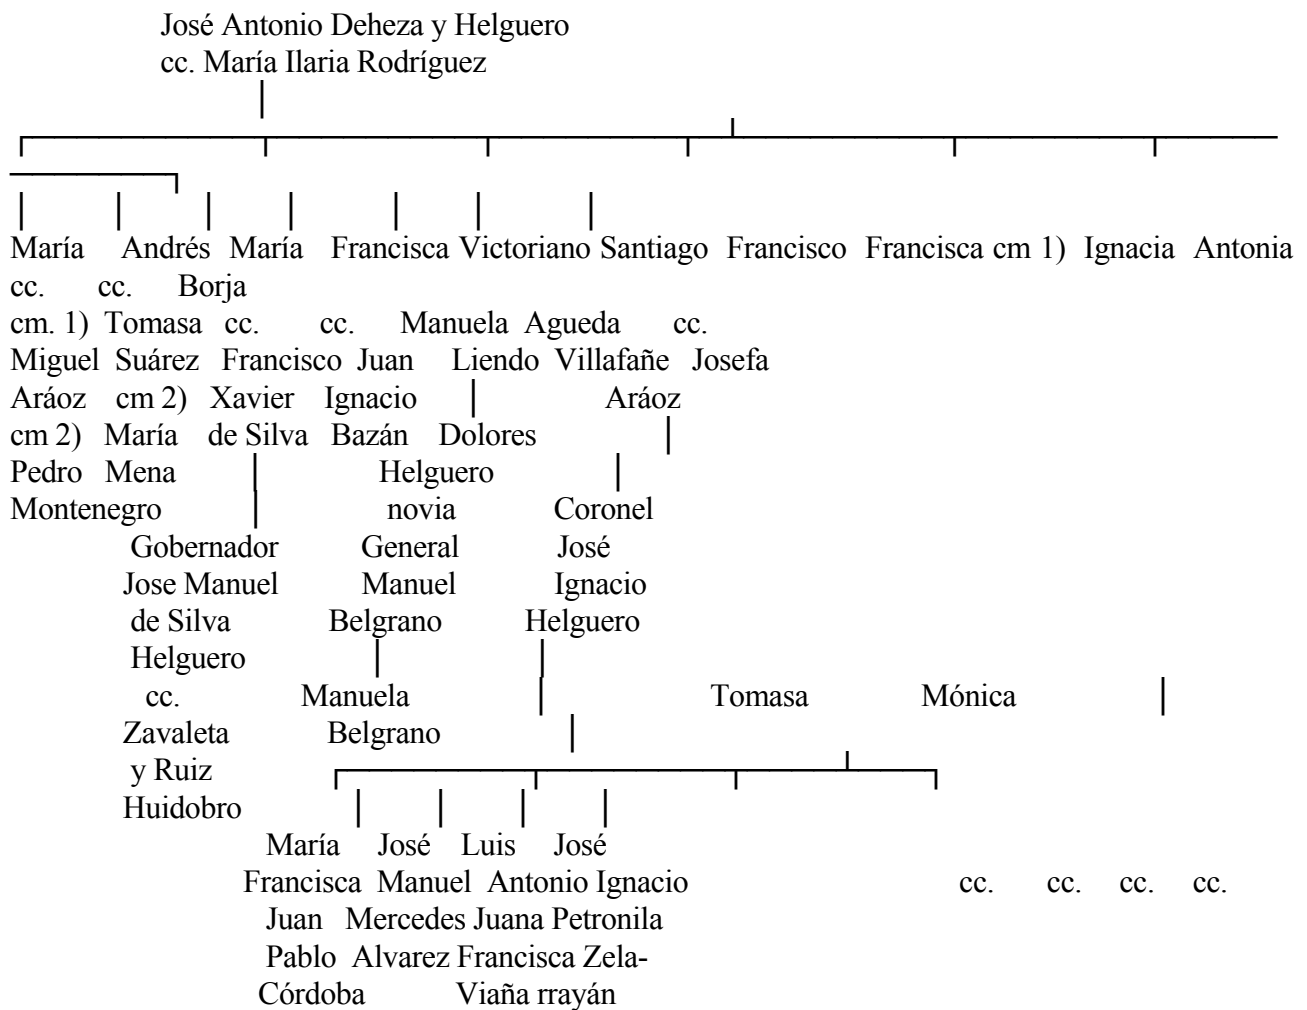 José Antonio Deheza y Helguero
cc. María Ilaria Rodríguez
María Andrés María Francisca Victoriano Santiago Francisco Francisca cm 1) Ignacia Antonia
cc. cc. Borja
cm. 1) Tomasa cc. cc. Manuela Agueda cc.
Miguel Suárez Francisco Juan Liendo Villafañe Josefa
Aráoz cm 2) Xavier Ignacio Aráoz
cm 2) María de Silva Bazán Dolores
Pedro Mena Helguero
Montenegro novia Coronel
Gobernador General José
Jose Manuel Manuel Ignacio
de Silva Belgrano Helguero
Helguero
cc. Manuela Tomasa Mónica
Zavaleta Belgrano
y Ruiz
Huidobro
María José Luis José
Francisca Manuel Antonio Ignacio cc. cc. cc. cc.
Juan Mercedes Juana Petronila
Pablo Alvarez Francisca Zela-
Córdoba Viaña rrayán